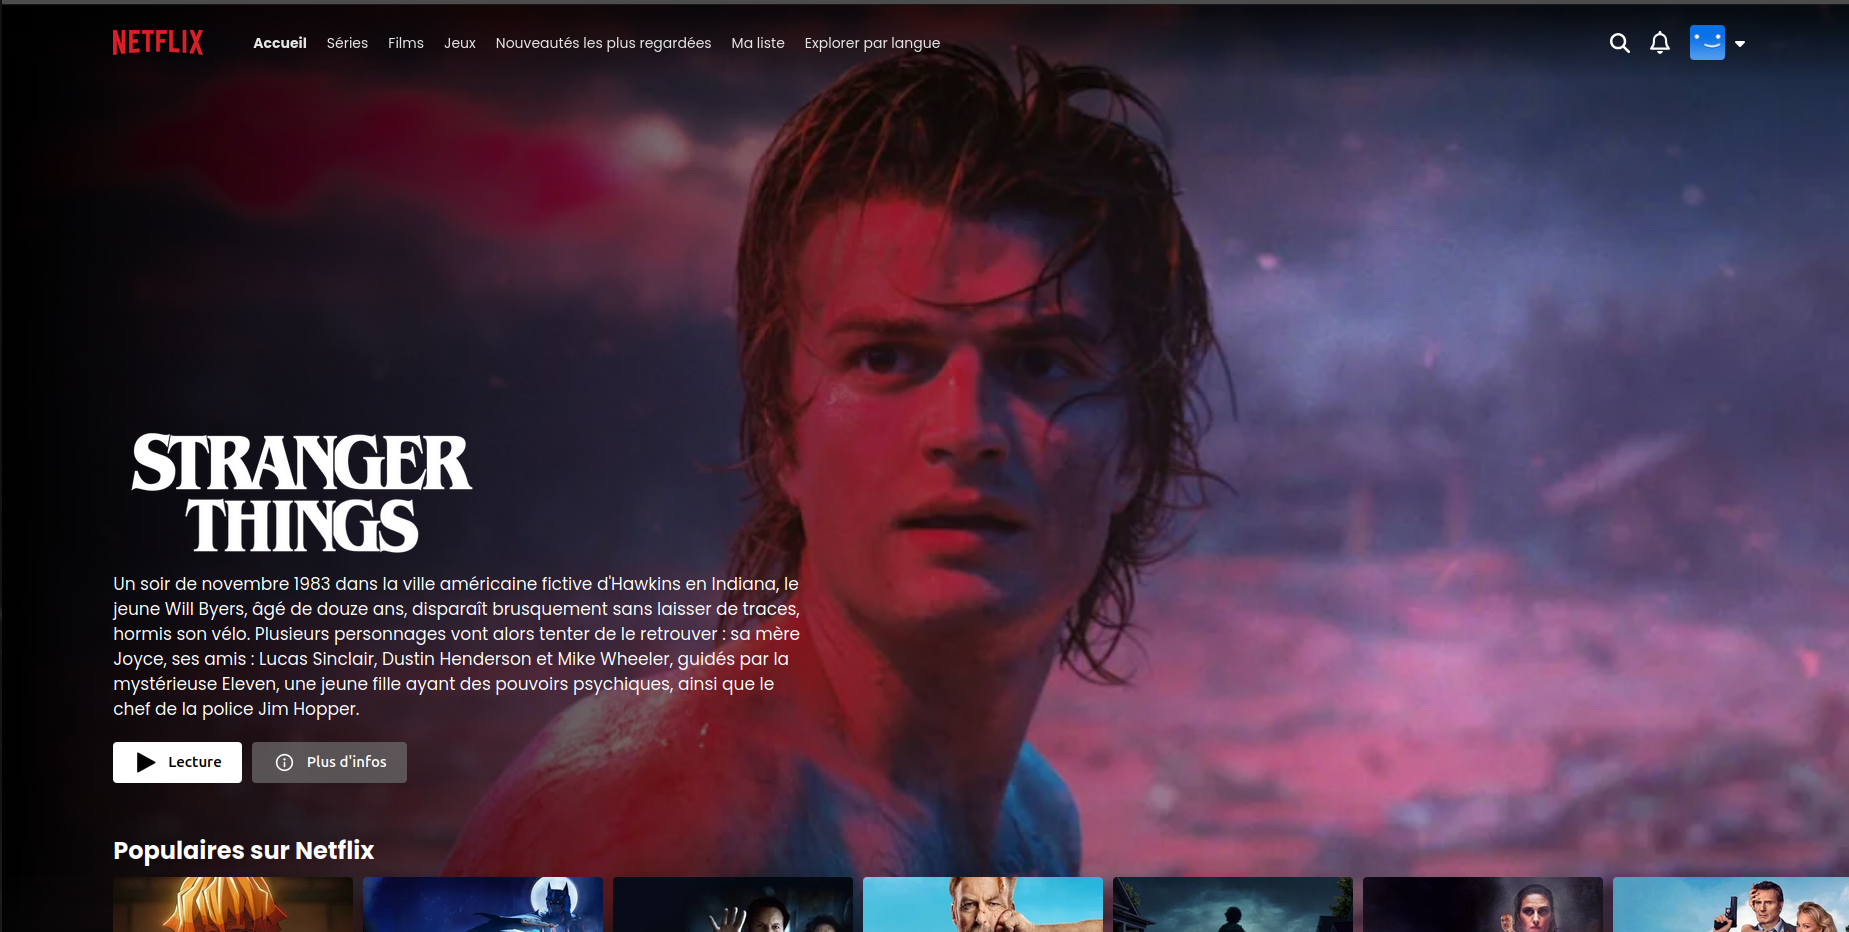 NETFLIX
Accueil Séries Films Jeux Nouveautés les plus regardées Ma liste Explorer par langue
STRANGER
THINGS
Un soir de novembre 1983 dans la ville américaine fictive d'Hawkins en Indiana, le
jeune Will Byers, âgé de douze ans, disparaît brusquement sans laisser de traces,
hormis son vélo. Plusieurs personnages vont alors tenter de le retrouver : sa mère
Joyce, ses amis : Lucas Sinclair, Dustin Henderson et Mike Wheeler, guidés par la
mystérieuse Eleven, une jeune fille ayant des pouvoirs psychiques, ainsi que le
chef de la police Jim Hopper.
Lecture Plus d'infos
Populaires sur Netflix